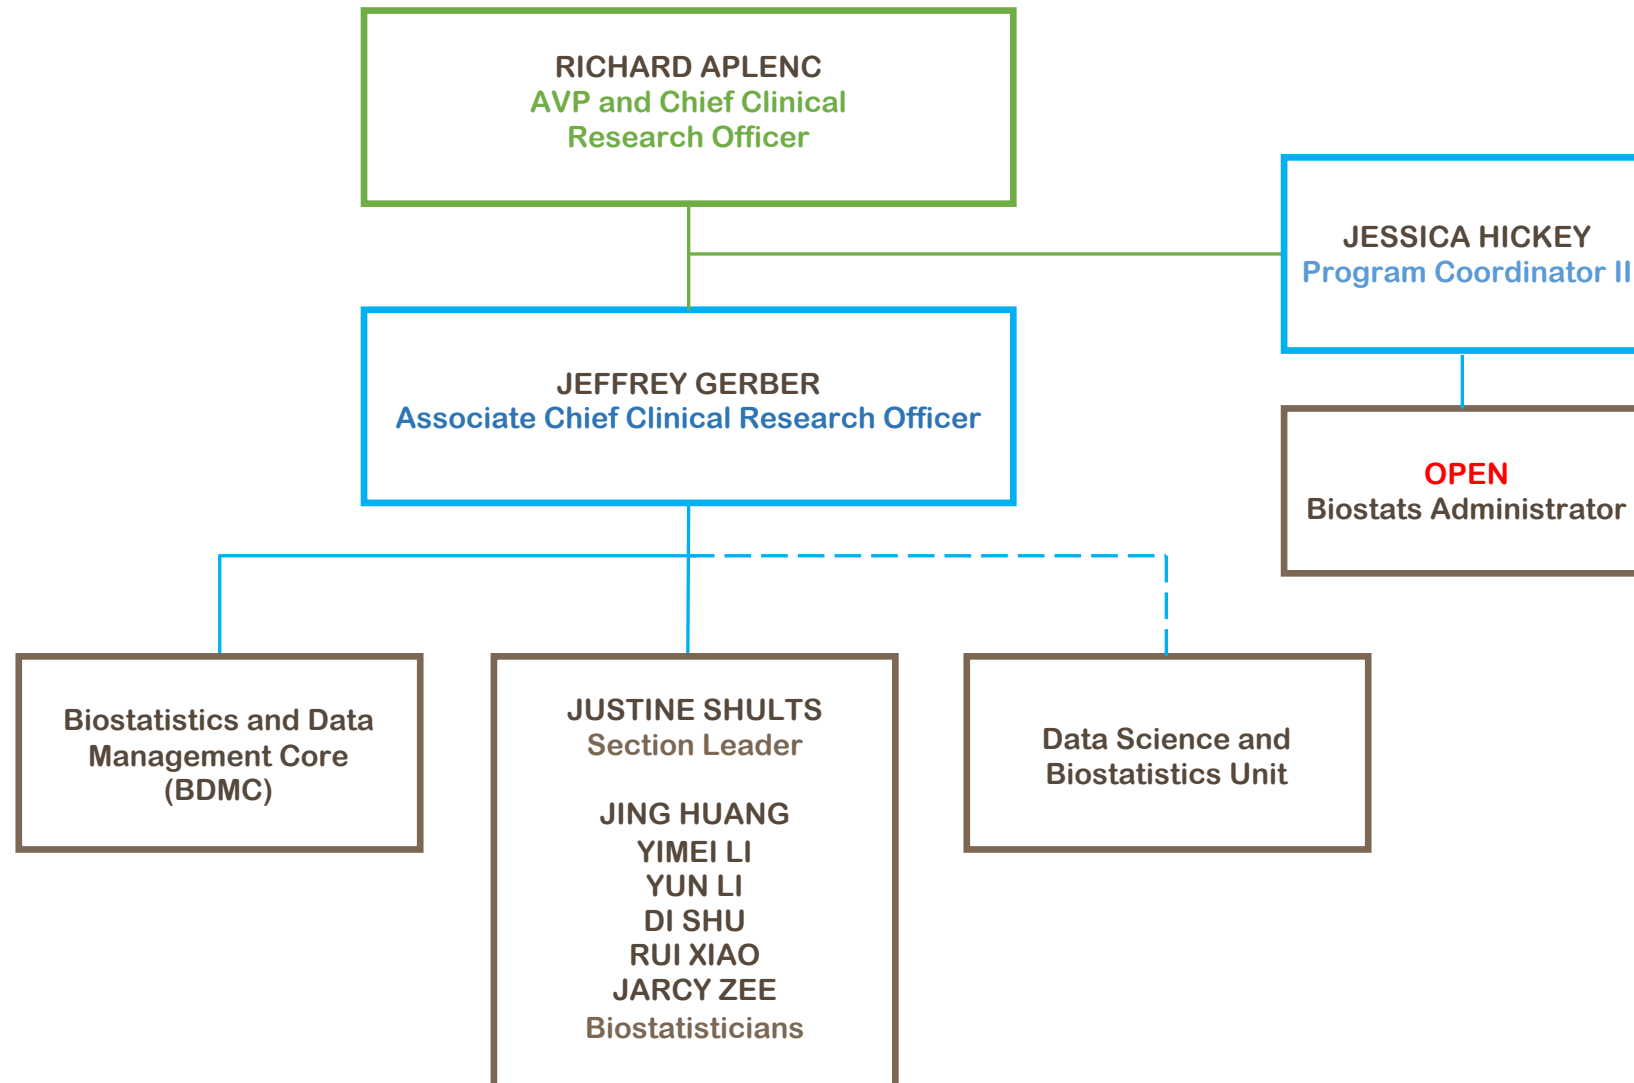 RICHARD APLENC
AVP and Chief Clinical
Research Officer
JESSICA HICKEY
Program Coordinator II
JEFFREY GERBER
Associate Chief Clinical Research Officer
OPEN
Biostats Administrator
Biostatistics and Data
Management Core
(BDMC)
JUSTINE SHULTS
Section Leader
JING HUANG
YIMEI LI
YUN LI
DI SHU
RUI XIAO
JARCY ZEE
Biostatisticians
Data Science and
Biostatistics Unit